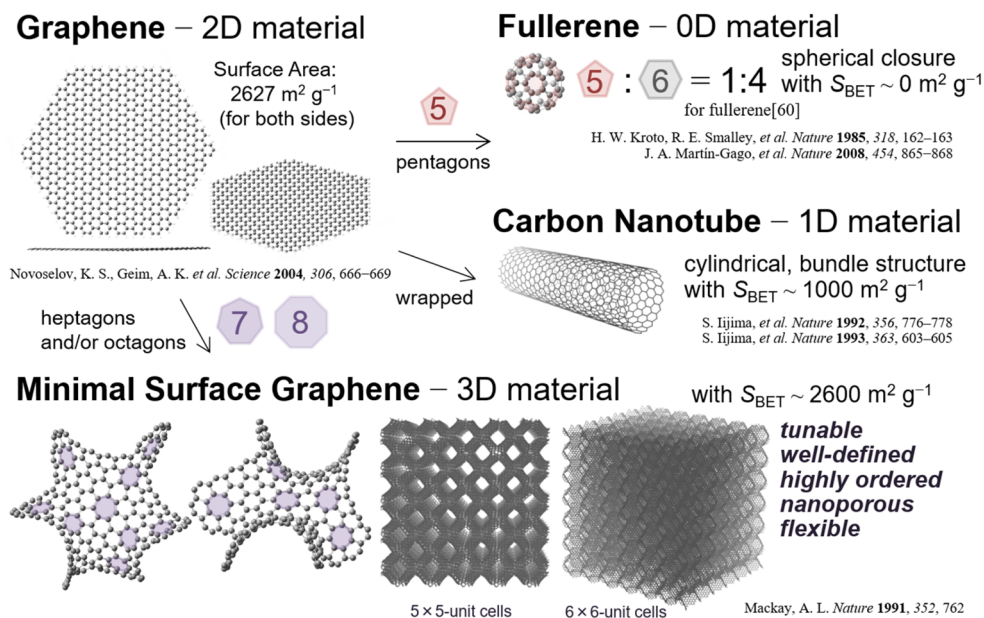 Graphene – 2D material
Surface Area:
2627 m² g⁻¹
(for both sides)
Novoselov, K. S., Geim, A. K. et al. Science 2004, 306, 666–669
5
pentagons
Fullerene – 0D material
5 : 6 = 1:4
for fullerene[60]
spherical closure
with S_BET ~ 0 m² g⁻¹
H. W. Kroto, R. E. Smalley, et al. Nature 1985, 318, 162–163
J. A. Martín-Gago, et al. Nature 2008, 454, 865–868
wrapped
Carbon Nanotube – 1D material
cylindrical, bundle structure
with S_BET ~ 1000 m² g⁻¹
S. Iijima, et al. Nature 1992, 356, 776–778
S. Iijima, et al. Nature 1993, 363, 603–605
heptagons
and/or octagons
7 8
Minimal Surface Graphene – 3D material
with S_BET ~ 2600 m² g⁻¹
tunable
well-defined
highly ordered
nanoporous
flexible
5 × 5-unit cells
6 × 6-unit cells
Mackay, A. L. Nature 1991, 352, 762